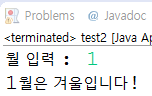 Problems @ Javadoc
<terminated> test2 [Java Ap
월 입력 : 1
1월은 겨울입니다!